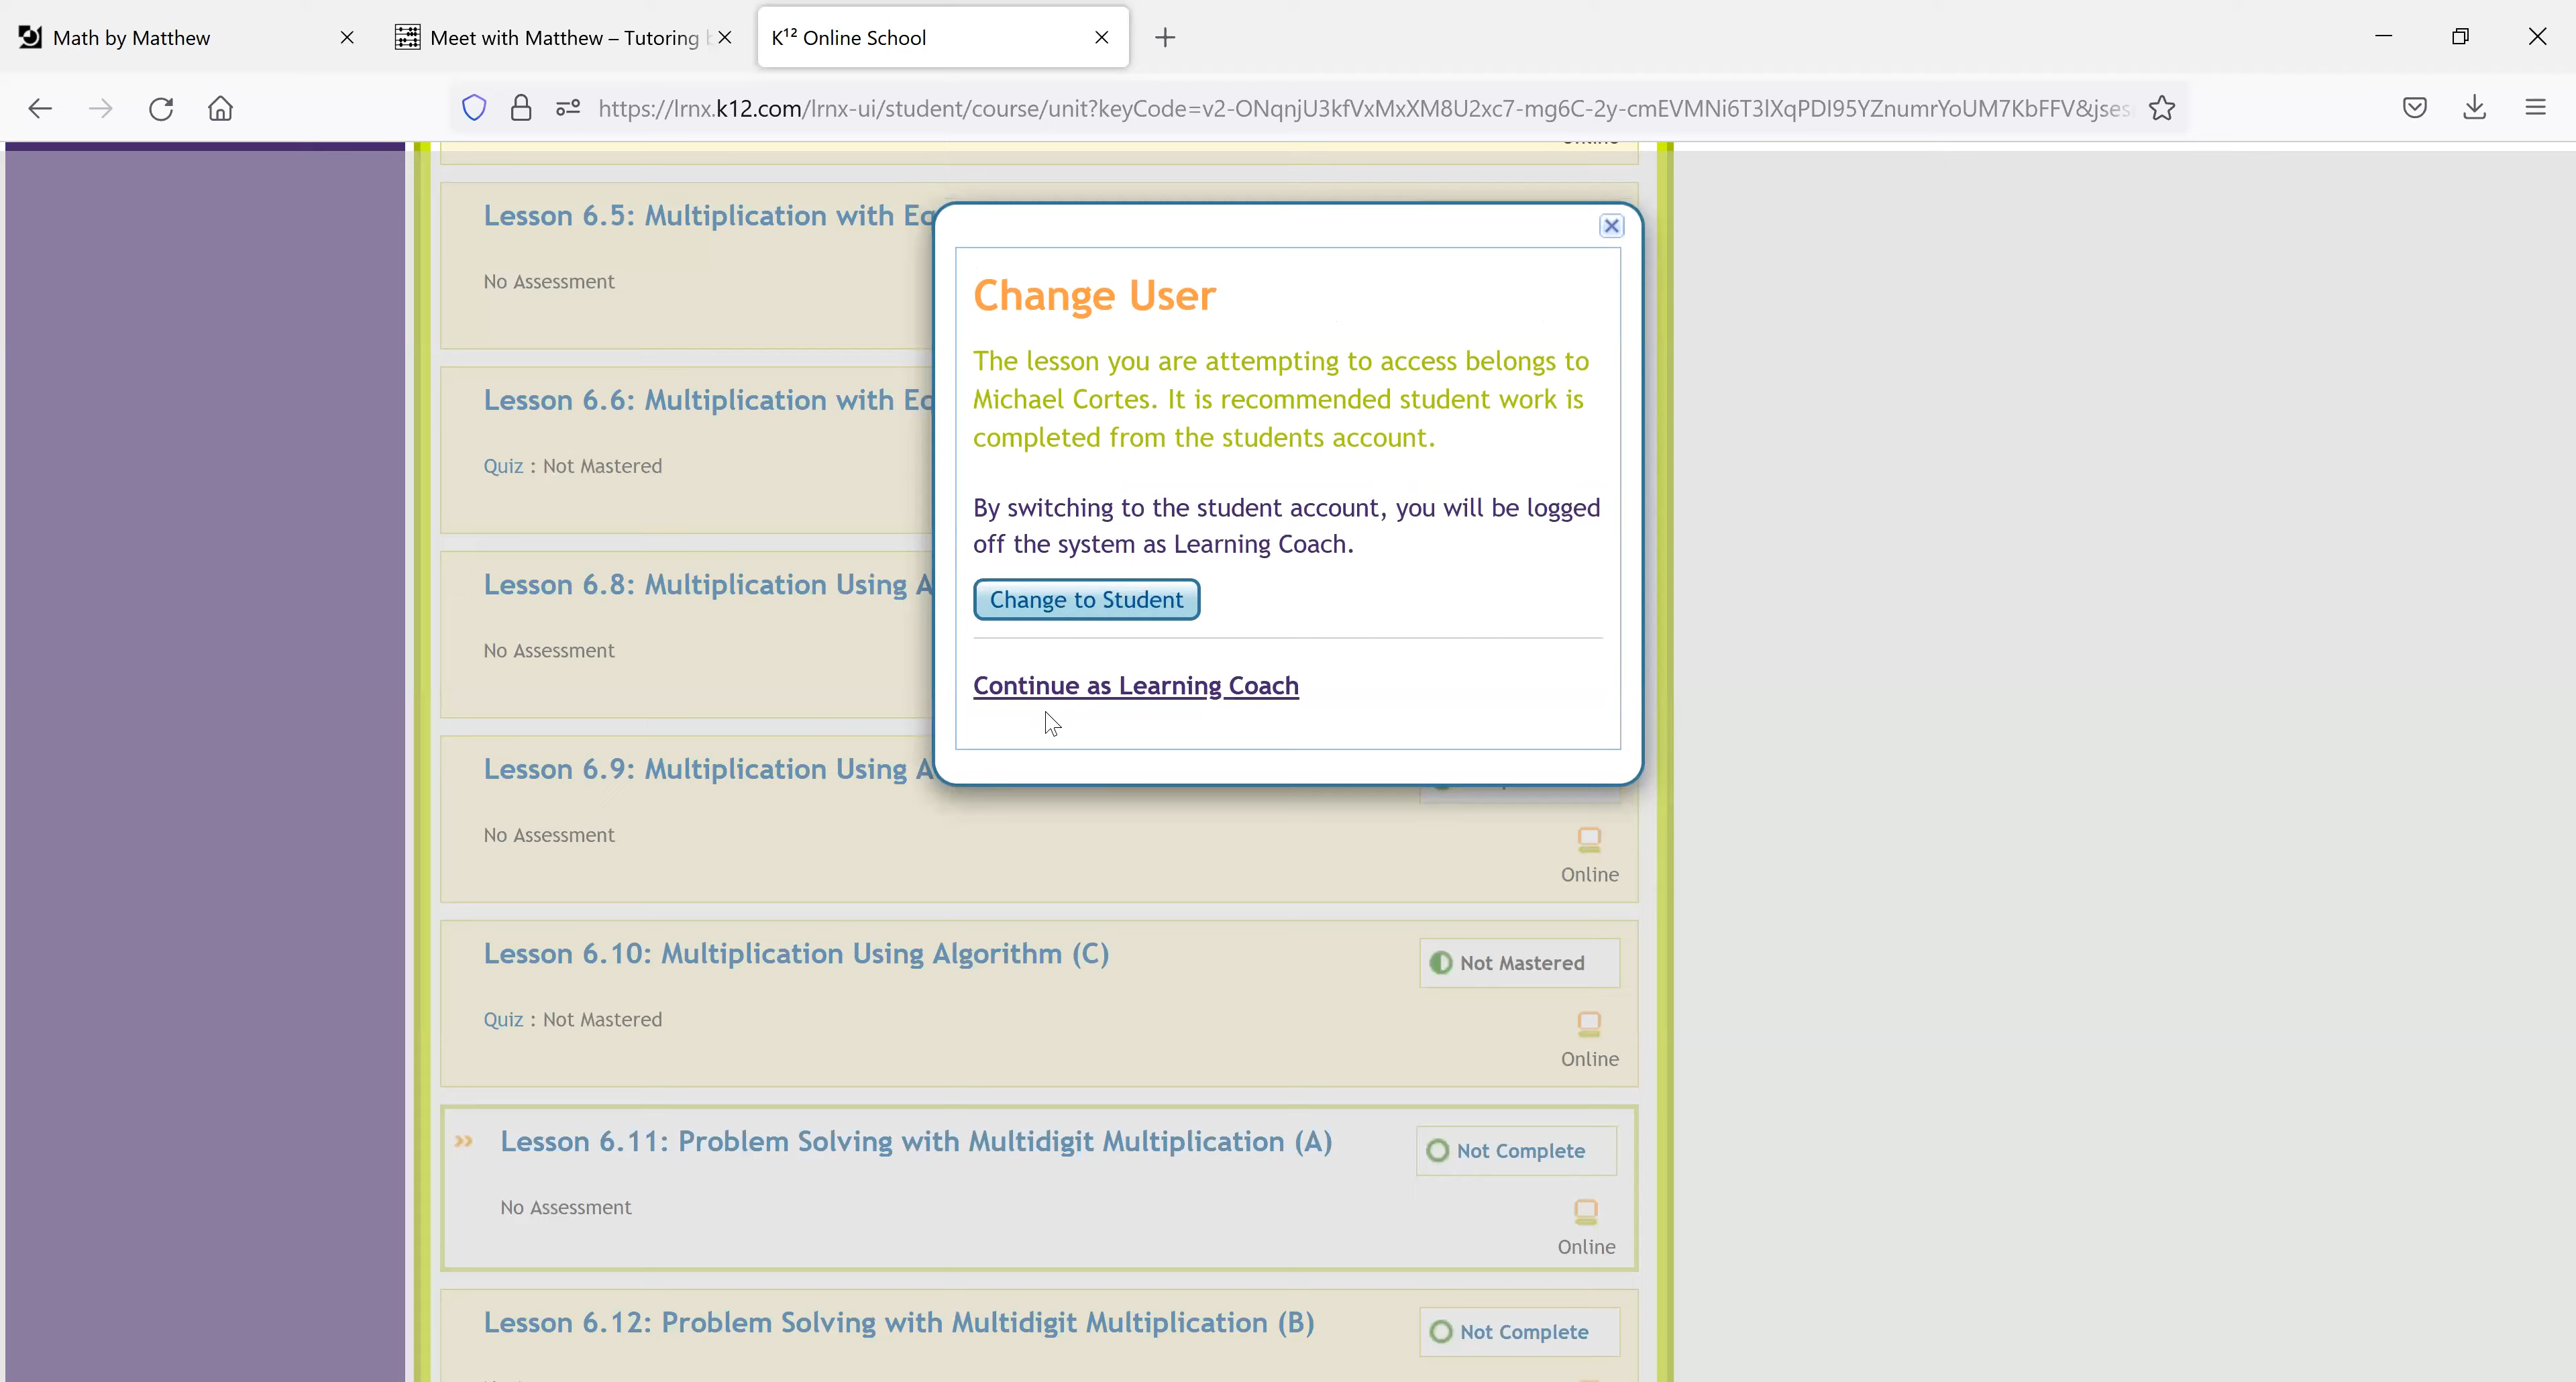 Math by Matthew
Meet with Matthew – Tutoring
K¹² Online School
https://lrnx.k12.com/lrnx-ui/student/course/unit?keyCode=v2-ONqnjU3kfVxMxXM8U2xc7-mg6C-2y-cmEVMNi6T3lXqPDI95YZnumrYoUM7KbFFV&jses
Lesson 6.5: Multiplication with
No Assessment
Lesson 6.6: Multiplication with
Quiz : Not Mastered
Lesson 6.8: Multiplication Using A
No Assessment
Lesson 6.9: Multiplication Using A
No Assessment
Online
Lesson 6.10: Multiplication Using Algorithm (C)
Not Mastered
Quiz : Not Mastered
Online
Lesson 6.11: Problem Solving with Multidigit Multiplication (A)
Not Complete
No Assessment
Online
Lesson 6.12: Problem Solving with Multidigit Multiplication (B)
Not Complete
Change User
The lesson you are attempting to access belongs to
Michael Cortes. It is recommended student work is
completed from the students account.
By switching to the student account, you will be logged
off the system as Learning Coach.
Change to Student
Continue as Learning Coach